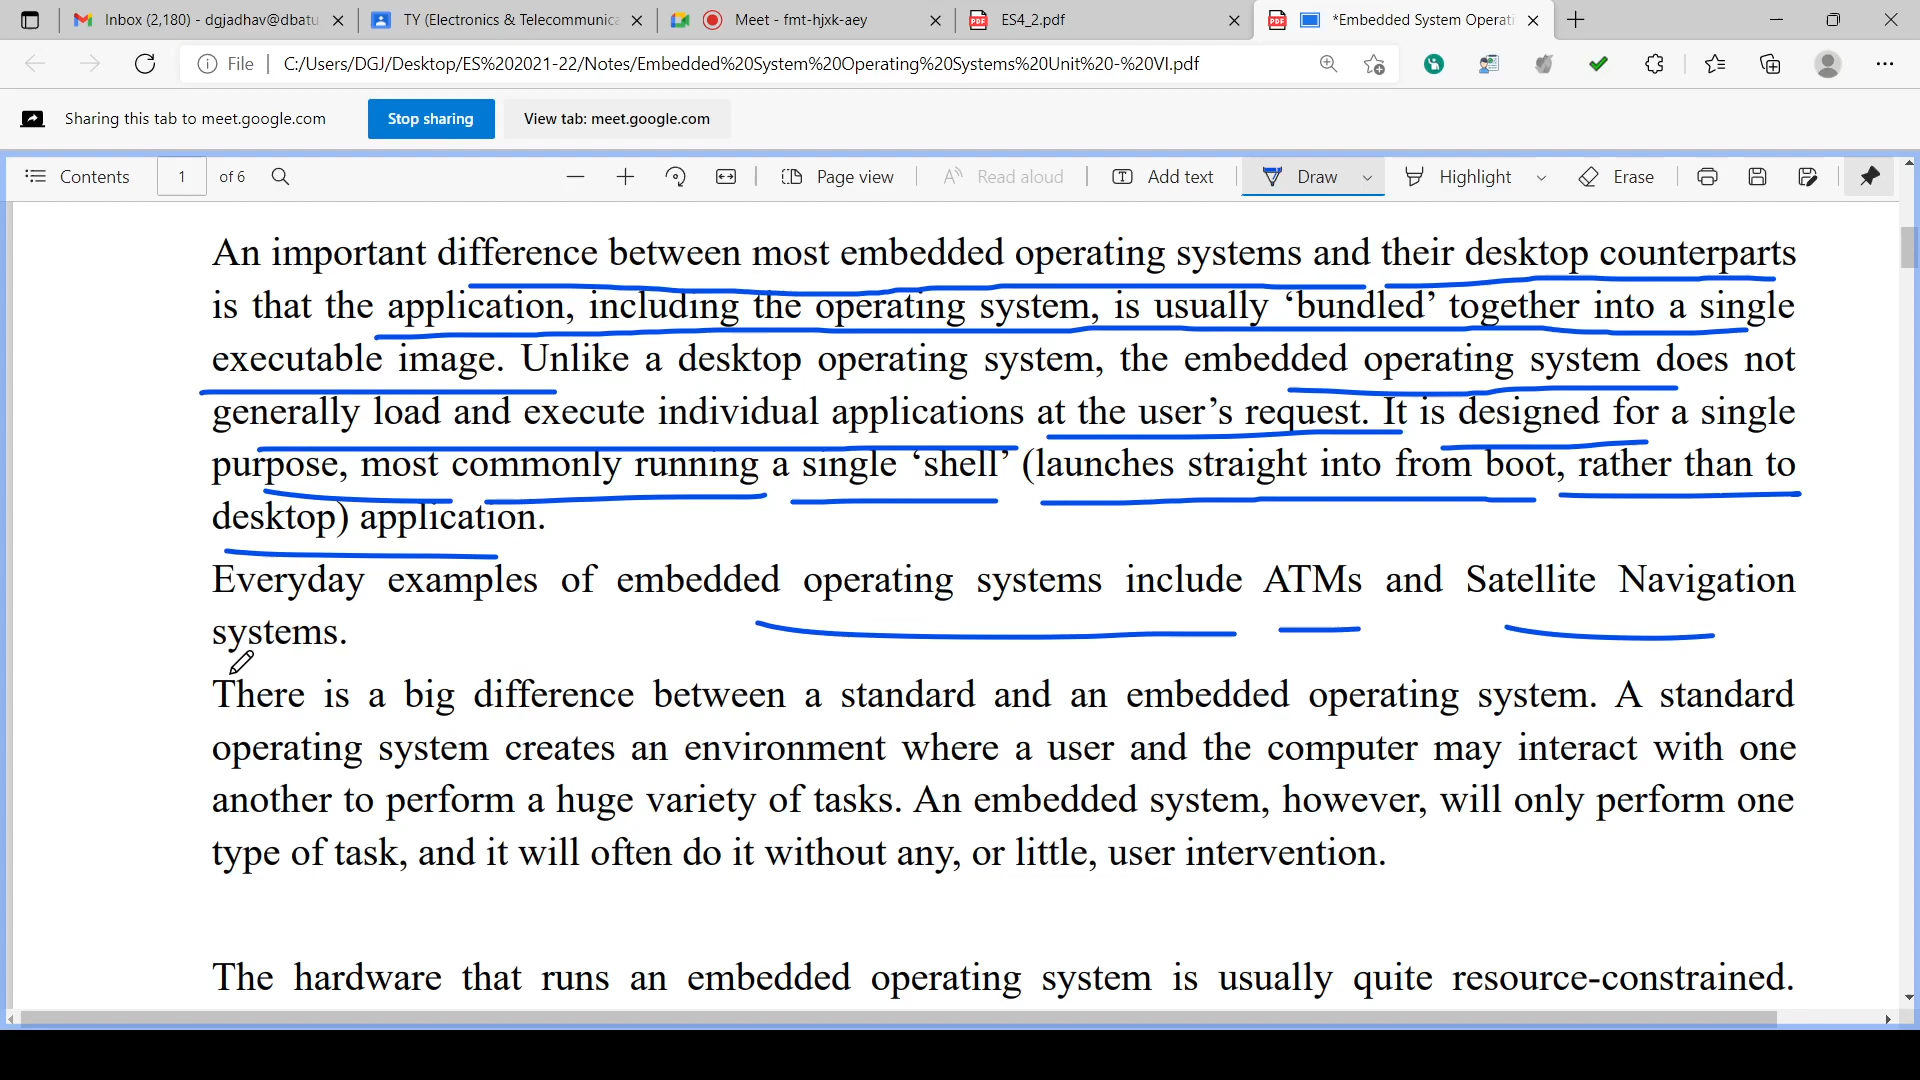 Inbox (2,180) - dgjadhav@dbatu
TY (Electronics & Telecommunica
Meet - fmt-hjxk-aey
ES4_2.pdf
*Embedded System Operati
File
C:/Users/DGJ/Desktop/ES%202021-22/Notes/Embedded%20System%20Operating%20Systems%20Unit%20-%20VI.pdf
Sharing this tab to meet.google.com
Stop sharing
View tab: meet.google.com
Contents
1
of 6
Page view
Read aloud
Add text
Draw
Highlight
Erase
An important difference between most embedded operating systems and their desktop counterparts
is that the application, including the operating system, is usually ‘bundled’ together into a single
executable image. Unlike a desktop operating system, the embedded operating system does not
generally load and execute individual applications at the user’s request. It is designed for a single
purpose, most commonly running a single ‘shell’ (launches straight into from boot, rather than to
desktop) application.
Everyday examples of embedded operating systems include ATMs and Satellite Navigation
systems.
There is a big difference between a standard and an embedded operating system. A standard
operating system creates an environment where a user and the computer may interact with one
another to perform a huge variety of tasks. An embedded system, however, will only perform one
type of task, and it will often do it without any, or little, user intervention.
The hardware that runs an embedded operating system is usually quite resource-constrained.